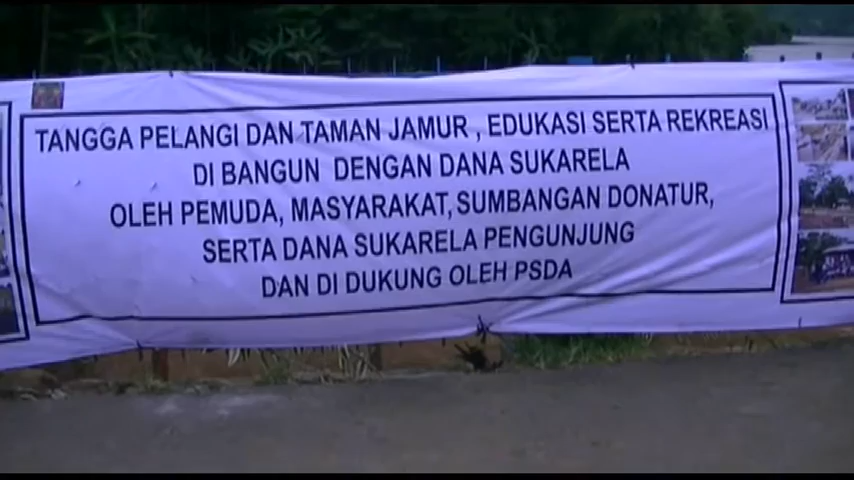 TANGGA PELANGI DAN TAMAN JAMUR, EDUKASI SERTA REKREASI
DI BANGUN DENGAN DANA SUKARELA
OLEH PEMUDA, MASYARAKAT, SUMBANGAN DONATUR,
SERTA DANA SUKARELA PENGUNJUNG
DAN DI DUKUNG OLEH PSDA